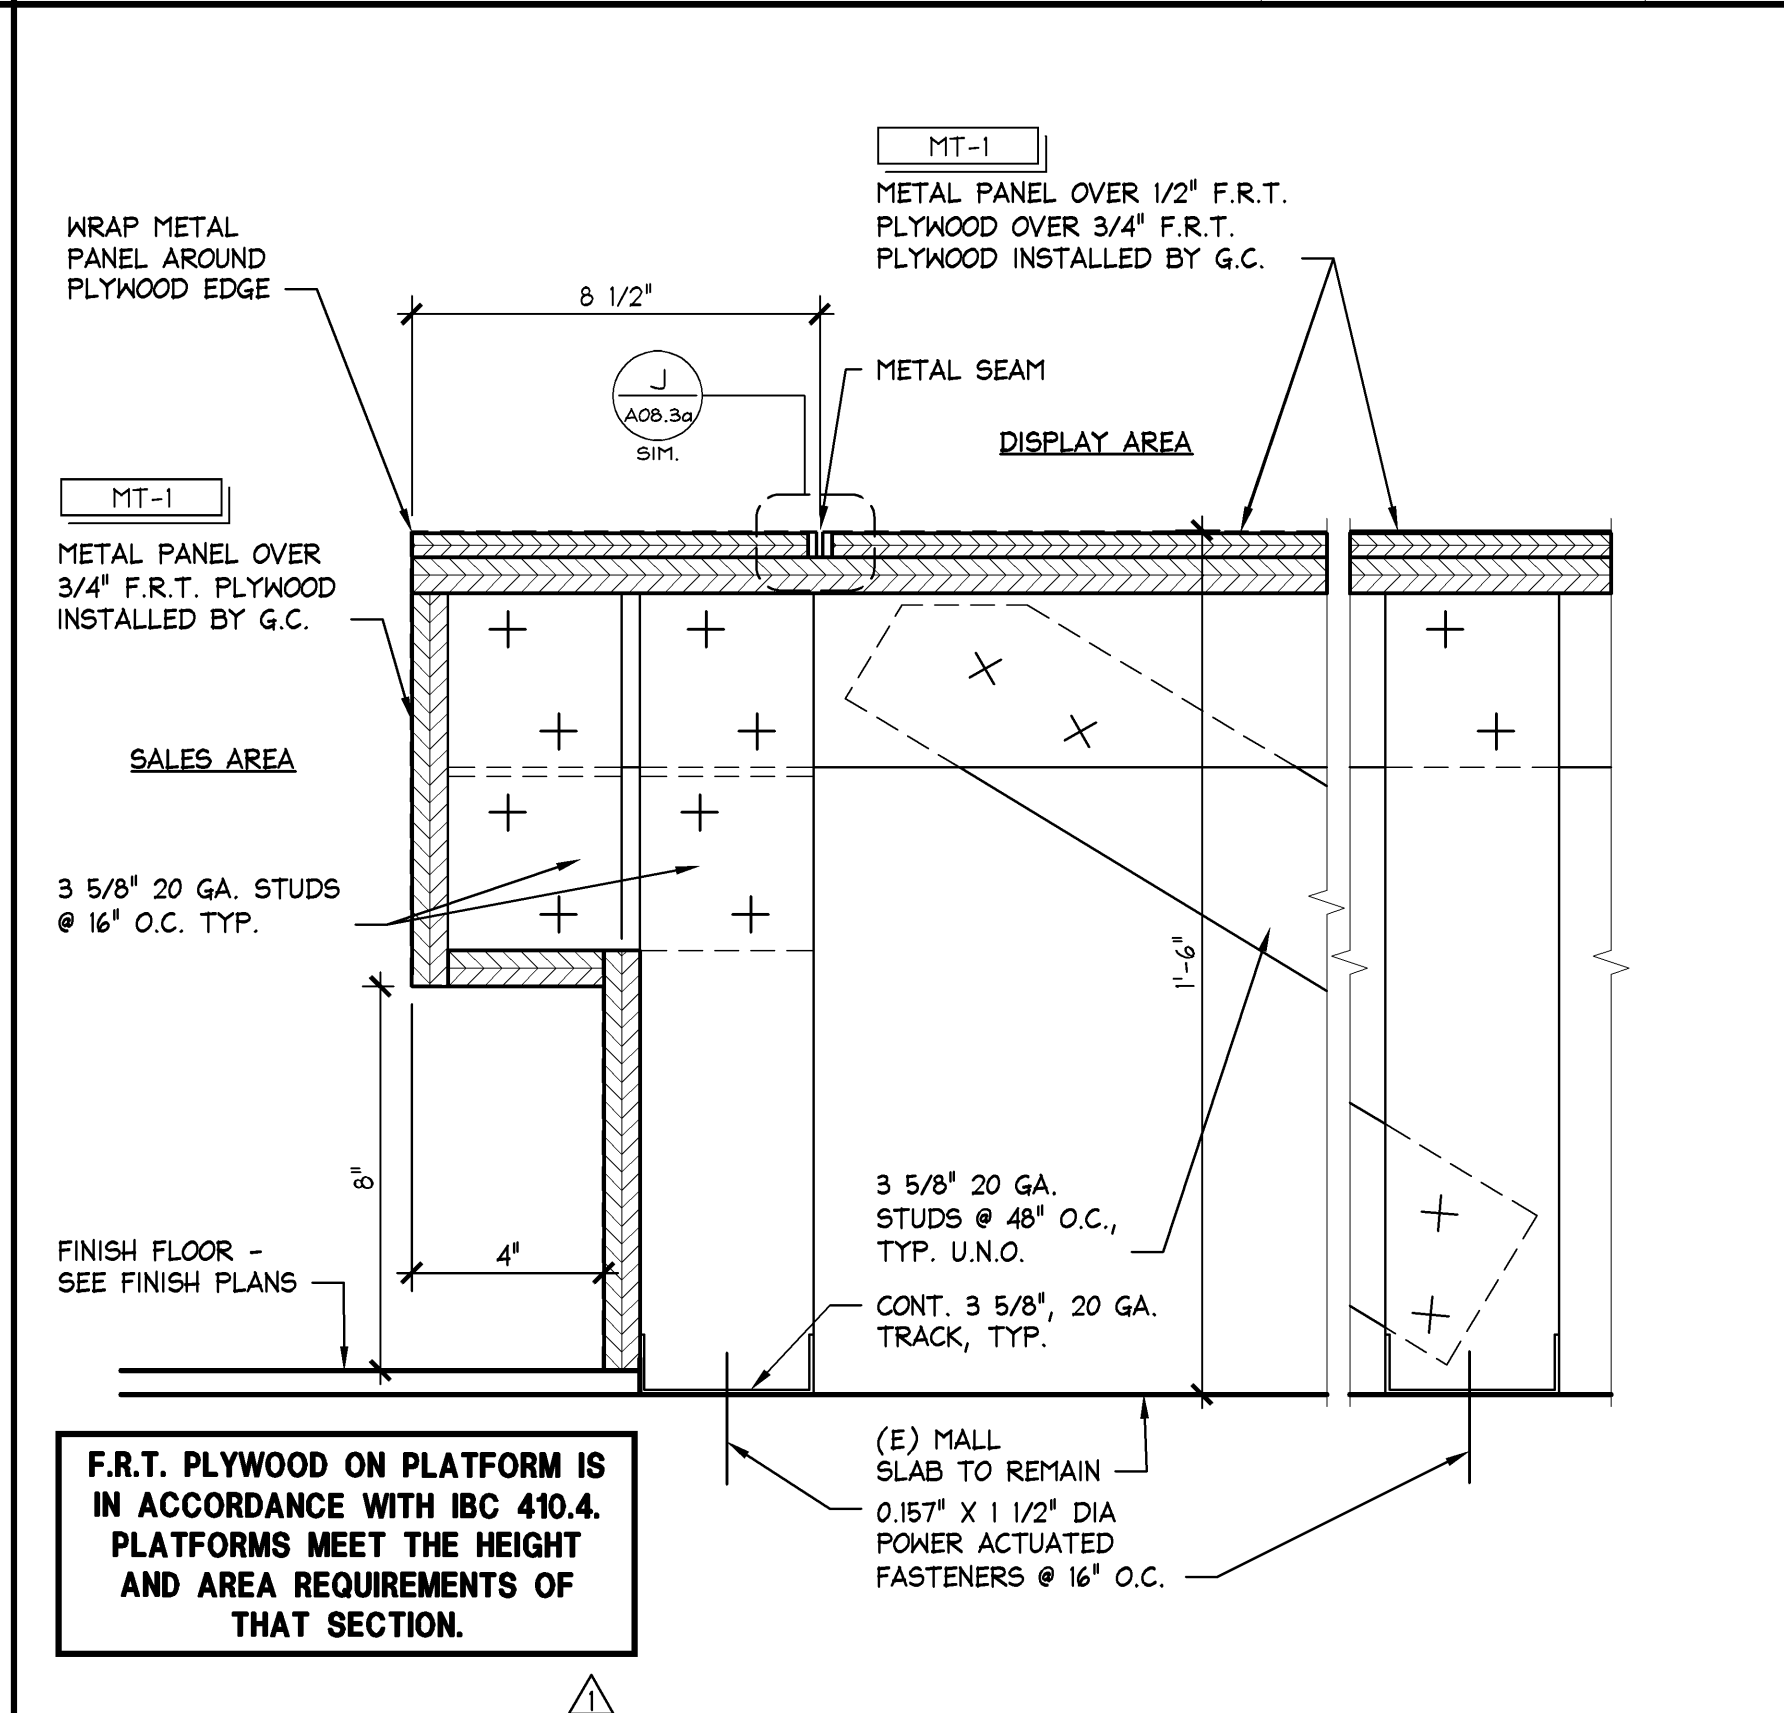 MT-1
METAL PANEL OVER 1/2" F.R.T.
PLYWOOD OVER 3/4" F.R.T.
PLYWOOD INSTALLED BY G.C.
WRAP METAL
PANEL AROUND
PLYWOOD EDGE
8 1/2"
J
A08.3a
SIM.
METAL SEAM
DISPLAY AREA
MT-1
METAL PANEL OVER
3/4" F.R.T. PLYWOOD
INSTALLED BY G.C.
SALES AREA
3 5/8" 20 GA. STUDS
@ 16" O.C. TYP.
1'-6"
8"
4"
3 5/8" 20 GA.
STUDS @ 48" O.C.,
TYP. U.N.O.
FINISH FLOOR -
SEE FINISH PLANS
CONT. 3 5/8", 20 GA.
TRACK, TYP.
(E) MALL
SLAB TO REMAIN
0.157" X 1 1/2" DIA
POWER ACTUATED
FASTENERS @ 16" O.C.
F.R.T. PLYWOOD ON PLATFORM IS
IN ACCORDANCE WITH IBC 410.4.
PLATFORMS MEET THE HEIGHT
AND AREA REQUIREMENTS OF
THAT SECTION.
1